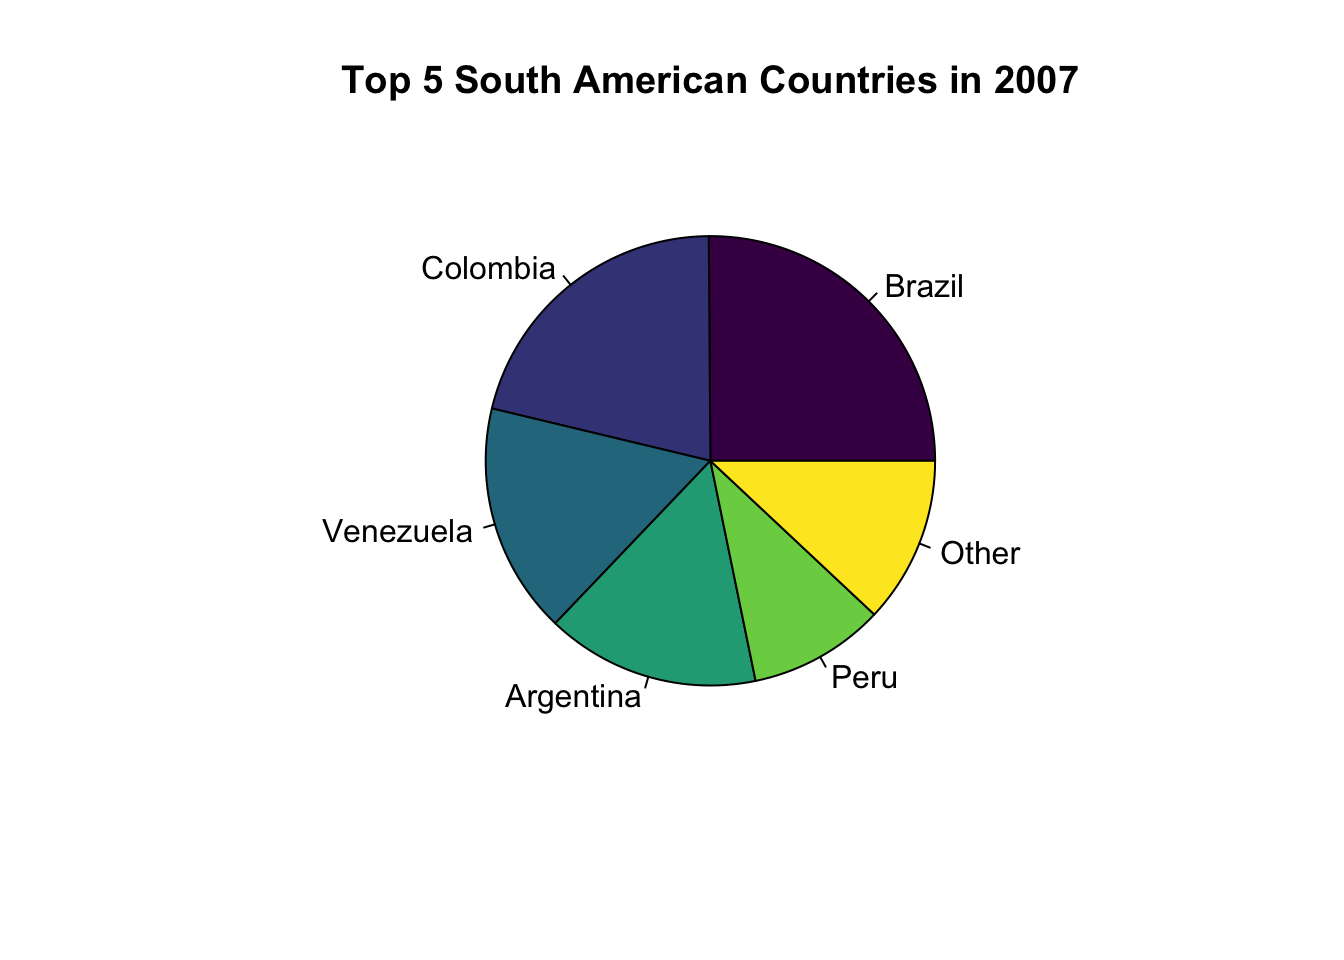 Top 5 South American Countries in 2007
Colombia
Brazil
Venezuela
Other
Peru
Argentina